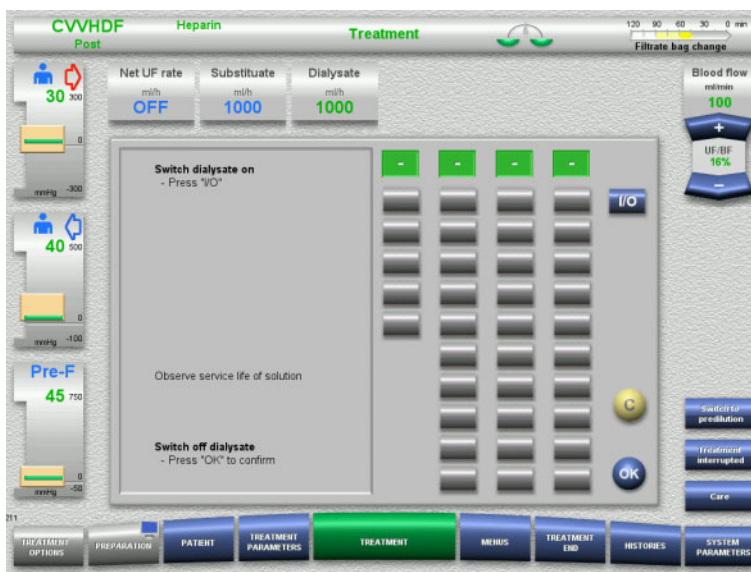 CVVHDF
Post
Heparin
Treatment
120 90 60 30 0 min
Filtrate bag change
30 300
0
mmHg -300
40 500
0
mmHg -100
Pre-F
45 750
0
mmHg -50
Net UF rate
ml/h
OFF
Substituate
ml/h
1000
Dialysate
ml/h
1000
Blood flow
ml/min
100
+
UF/BF
16%
−
Switch dialysate on
- Press "I/O"
Observe service life of solution
Switch off dialysate
- Press "OK" to confirm
- - - -
I/O
C
OK
Switch to
predilution
Treatment
interrupted
Care
211
TREATMENT
OPTIONS
PREPARATION
PATIENT
TREATMENT
PARAMETERS
TREATMENT
MENUS
TREATMENT
END
HISTORIES
SYSTEM
PARAMETERS